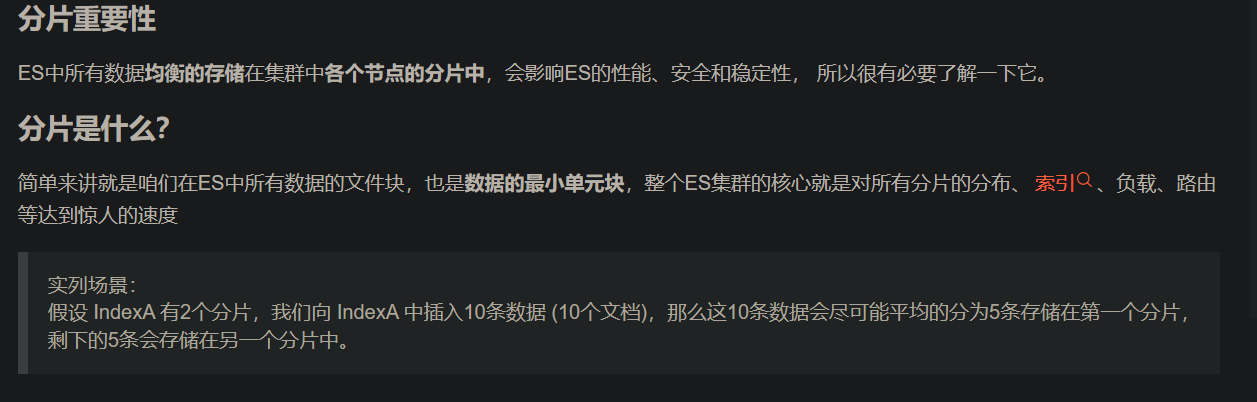 分片重要性
ES中所有数据均衡的存储在集群中各个节点的分片中，会影响ES的性能、安全和稳定性， 所以很有必要了解一下它。
分片是什么？
简单来讲就是咱们在ES中所有数据的文件块，也是数据的最小单元块，整个ES集群的核心就是对所有分片的分布、 索引 、负载、路由
等达到惊人的速度
实列场景：
假设 IndexA 有2个分片，我们向 IndexA 中插入10条数据 (10个文档)，那么这10条数据会尽可能平均的分为5条存储在第一个分片，
剩下的5条会存储在另一个分片中。